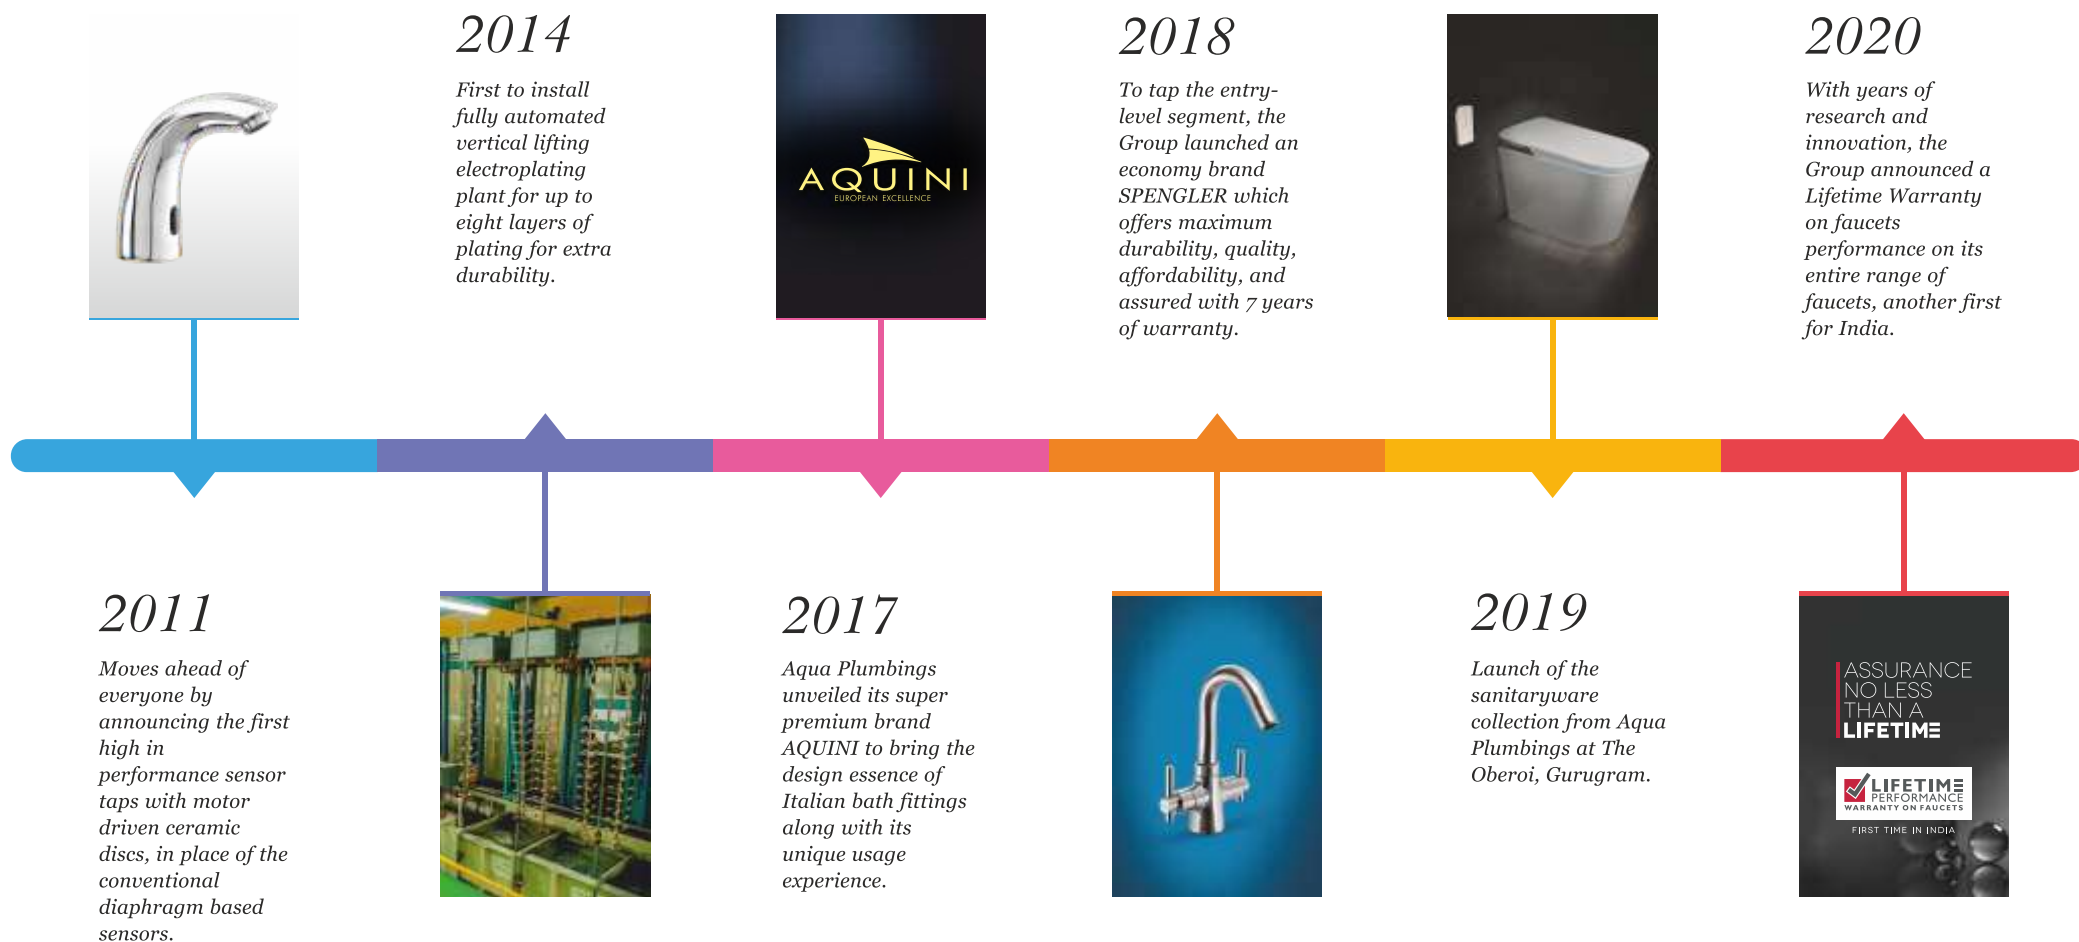 2011
Moves ahead of
everyone by
announcing the first
high in
performance sensor
taps with motor
driven ceramic
discs, in place of the
conventional
diaphragm based
sensors.
2014
First to install
fully automated
vertical lifting
electroplating
plant for up to
eight layers of
plating for extra
durability.
AQUINI
EUROPEAN EXCELLENCE
2017
Aqua Plumbings
unveiled its super
premium brand
AQUINI to bring the
design essence of
Italian bath fittings
along with its
unique usage
experience.
2018
To tap the entry-
level segment, the
Group launched an
economy brand
SPENGLER which
offers maximum
durability, quality,
affordability, and
assured with 7 years
of warranty.
2019
Launch of the
sanitaryware
collection from Aqua
Plumbings at The
Oberoi, Gurugram.
2020
With years of
research and
innovation, the
Group announced a
Lifetime Warranty
on faucets
performance on its
entire range of
faucets, another first
for India.
ASSURANCE
NO LESS
THAN A
LIFETIME
LIFETIME
PERFORMANCE
WARRANTY ON FAUCETS
FIRST TIME IN INDIA